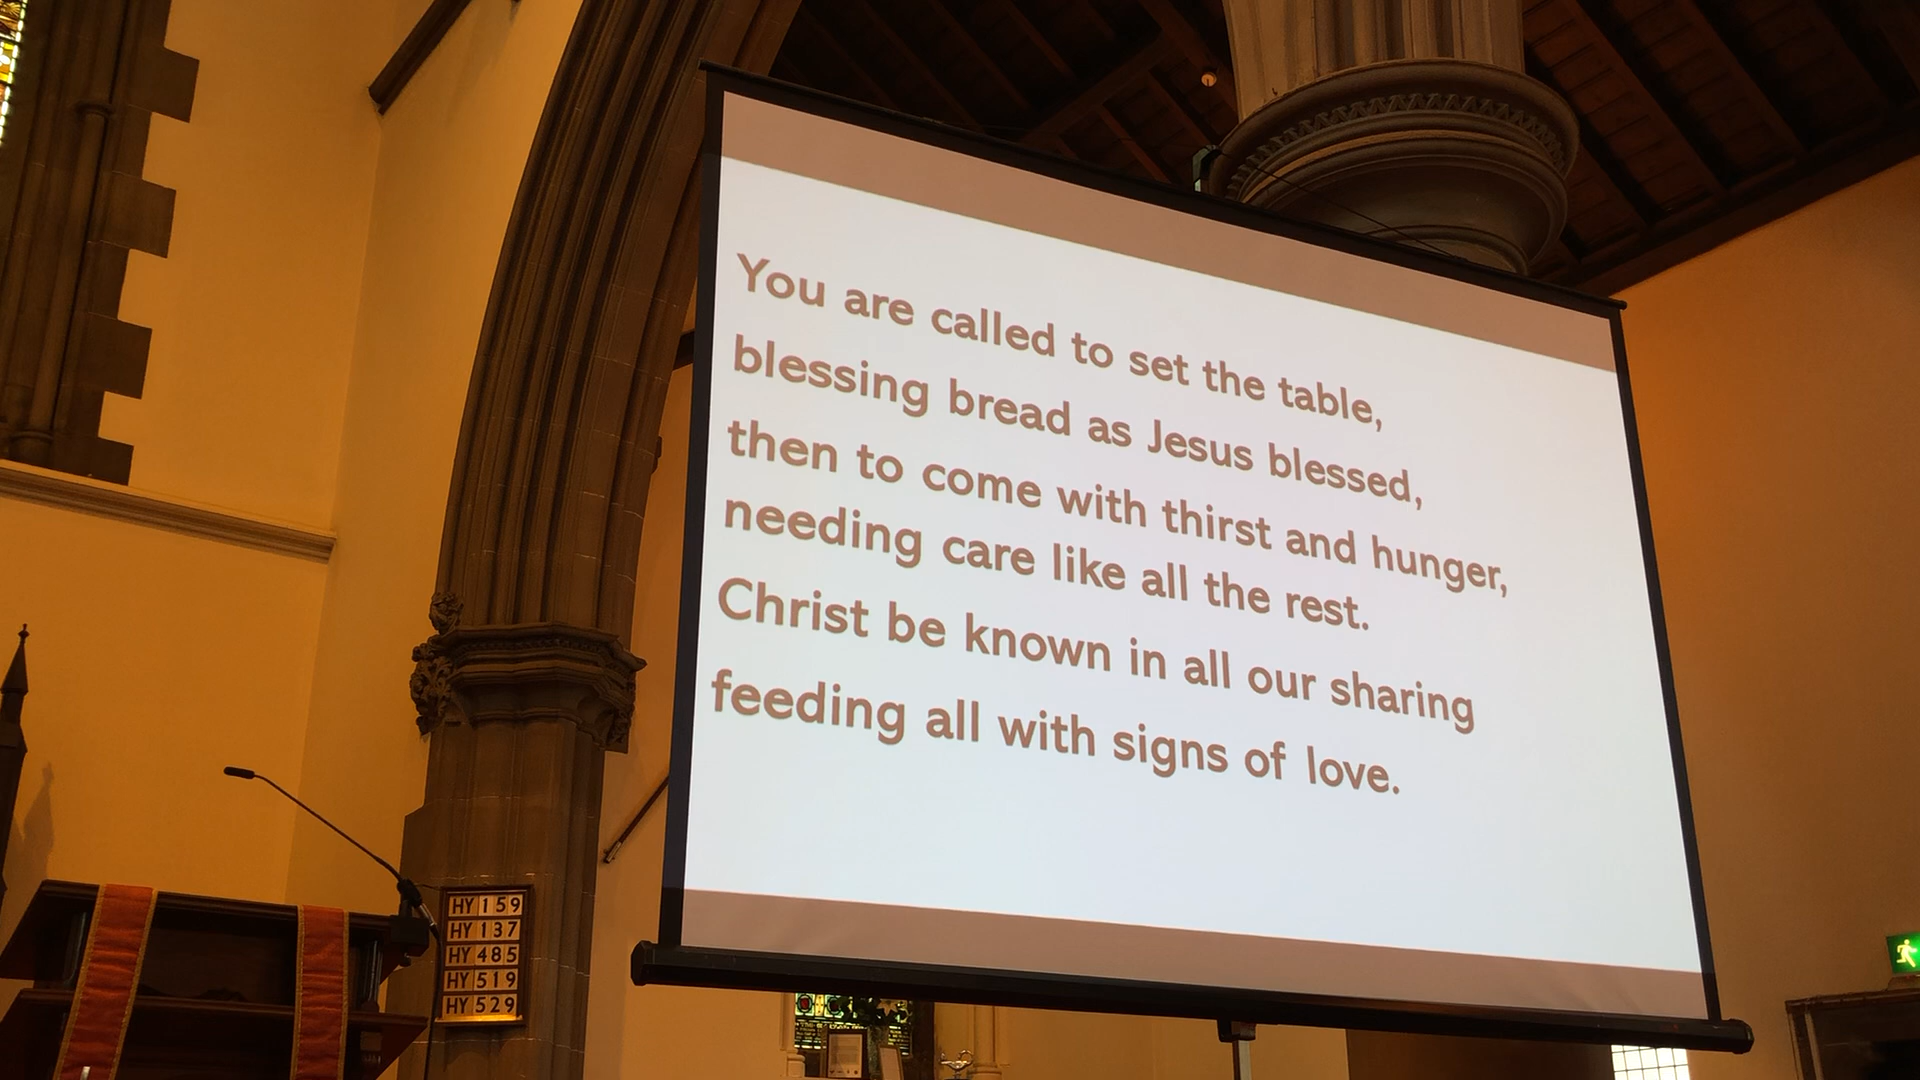 You are called to set the table,
blessing bread as Jesus blessed,
then to come with thirst and hunger,
needing care like all the rest.
Christ be known in all our sharing
feeding all with signs of love.
HY 159
HY 137
HY 485
HY 519
HY 529